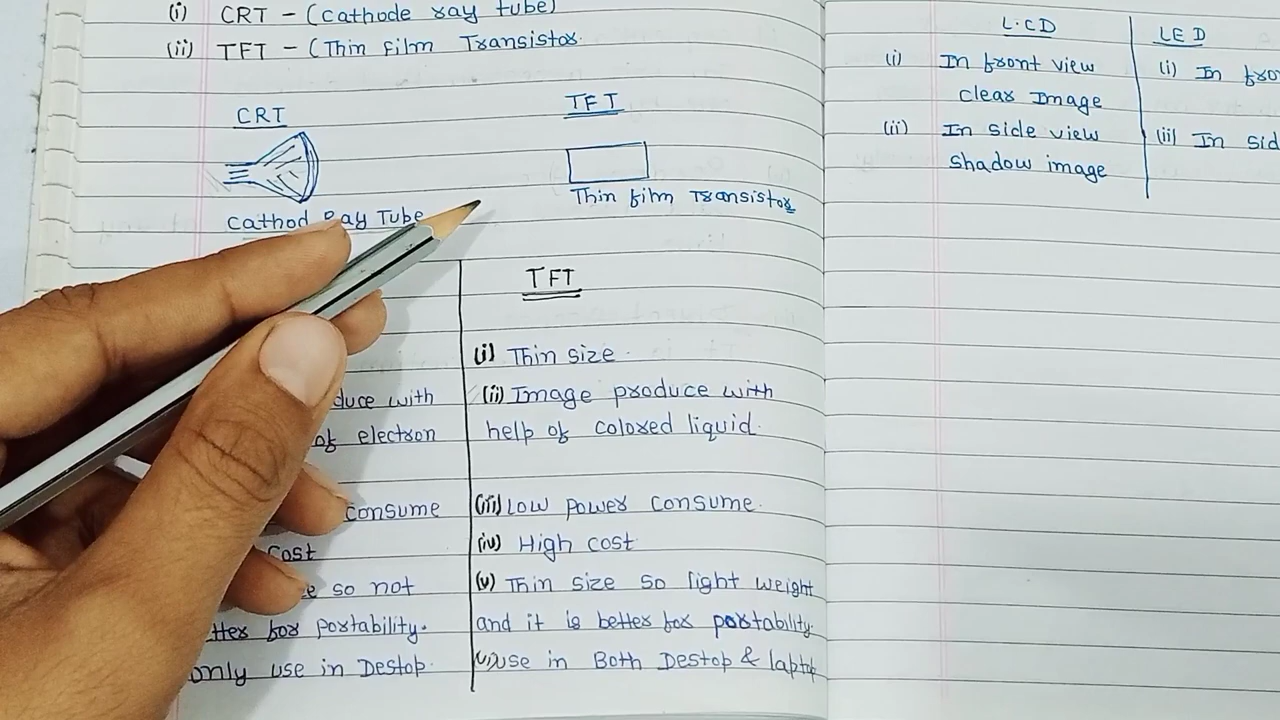 (i) CRT - (Cathode ray tube)
(ii) TFT - (Thin Film Transistor.
CRT
TFT
Cathod Ray Tube
Thin film Transistor
TFT
(i) Thin size.
duce with
(ii) Image produce with
of electron
help of colored liquid.
consume
(iii) Low power consume.
Cost
(iv) High cost
so not
(v) Thin size so light weight
for portability.
and it is better for portability.
only use in Destop.
(vi) use in Both Destop & laptop
L.CD
LED
(i) In front view
(i) In
clear Image
(ii) In side view
(ii) In
shadow image